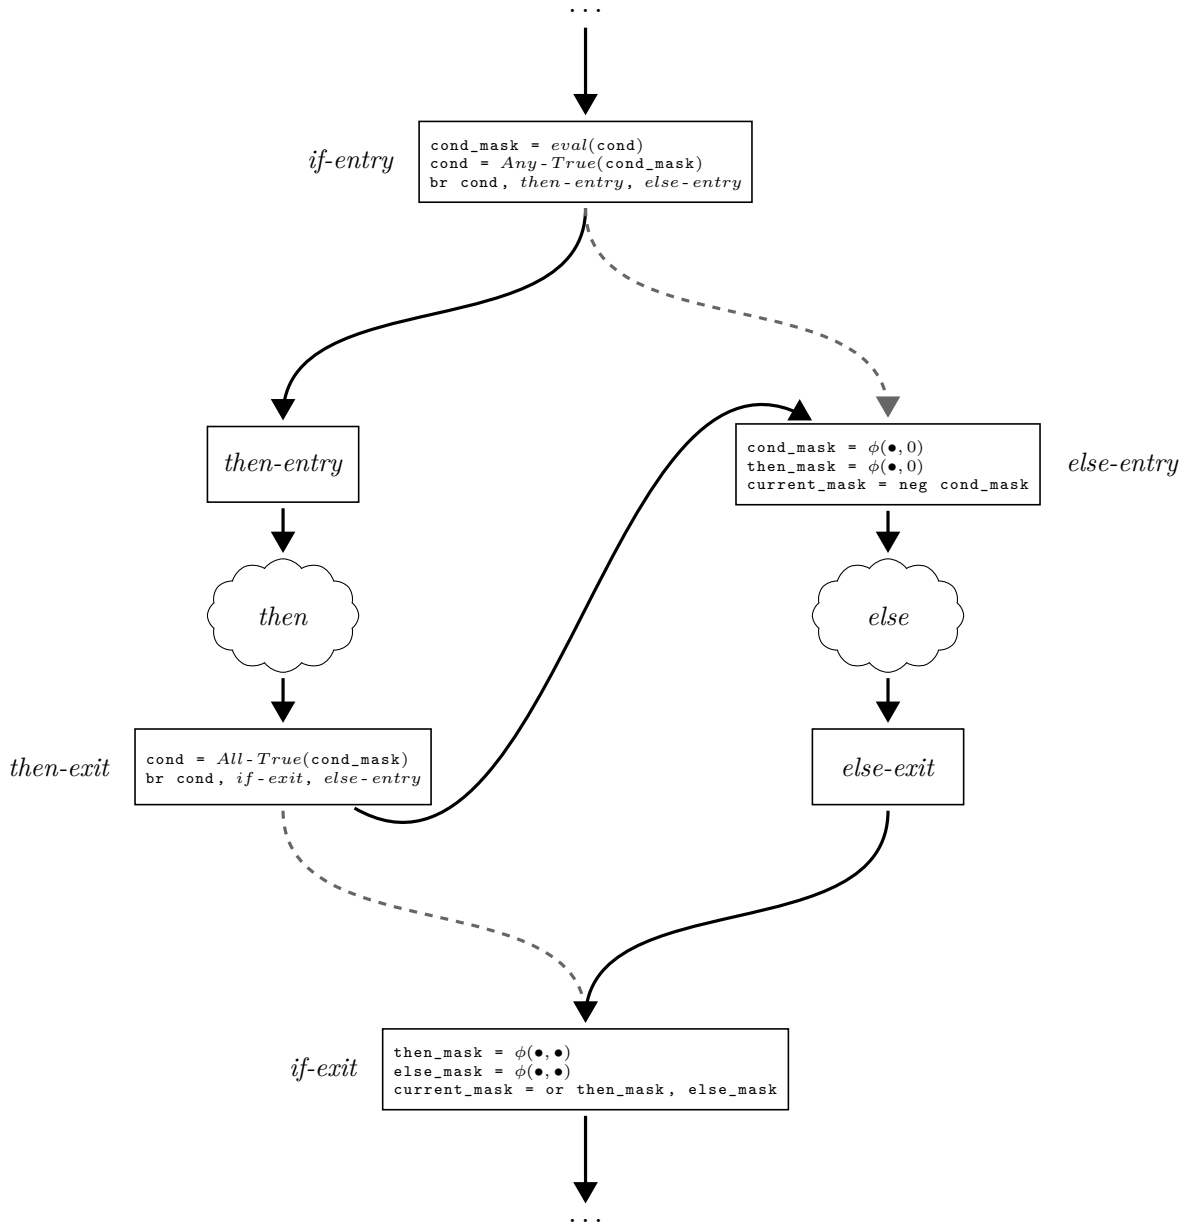 ...
if-entry
cond_mask = eval(cond)
cond = Any-True(cond_mask)
br cond, then-entry, else-entry
then-entry
cond_mask = ϕ(•, 0)
then_mask = ϕ(•, 0)
current_mask = neg cond_mask
else-entry
then
else
then-exit
cond = All-True(cond_mask)
br cond, if-exit, else-entry
else-exit
if-exit
then_mask = ϕ(•, •)
else_mask = ϕ(•, •)
current_mask = or then_mask, else_mask
...